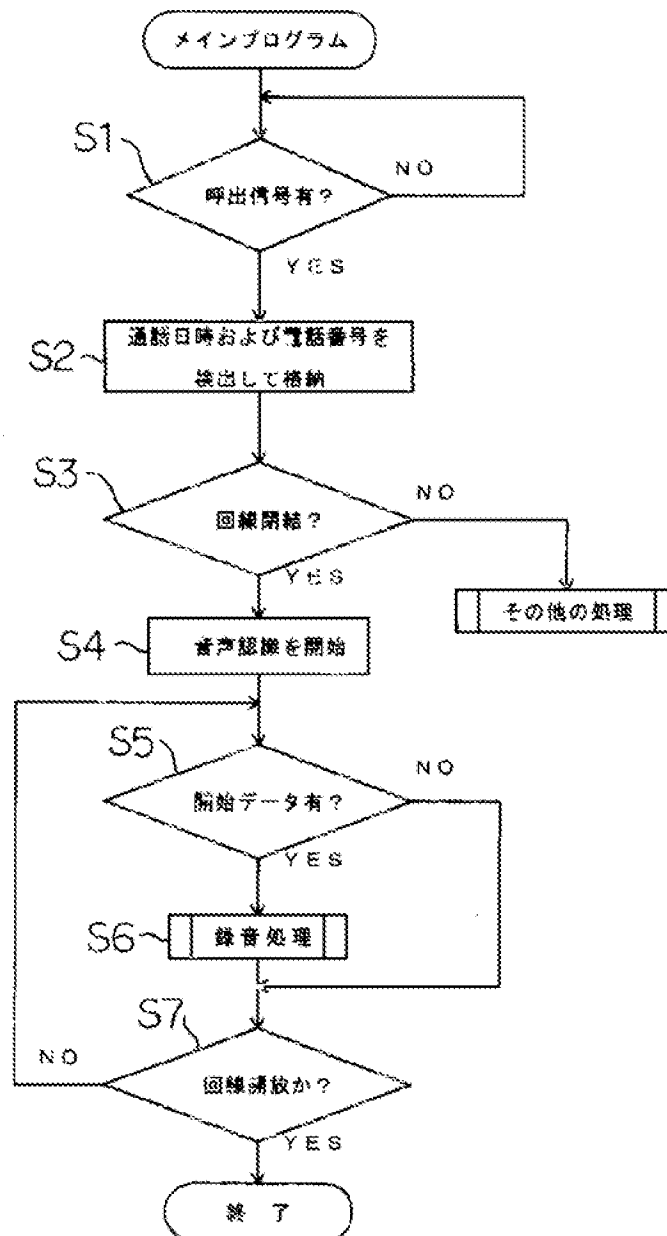 メインプログラム
S1
呼出信号有?
NO
YES
S2
通話日時および電話番号を
検出して格納
S3
回線閉結?
NO
YES
その他の処理
S4
音声認識を開始
S5
開始データ有?
NO
YES
S6
録音処理
S7
NO
回線開放か?
YES
終了